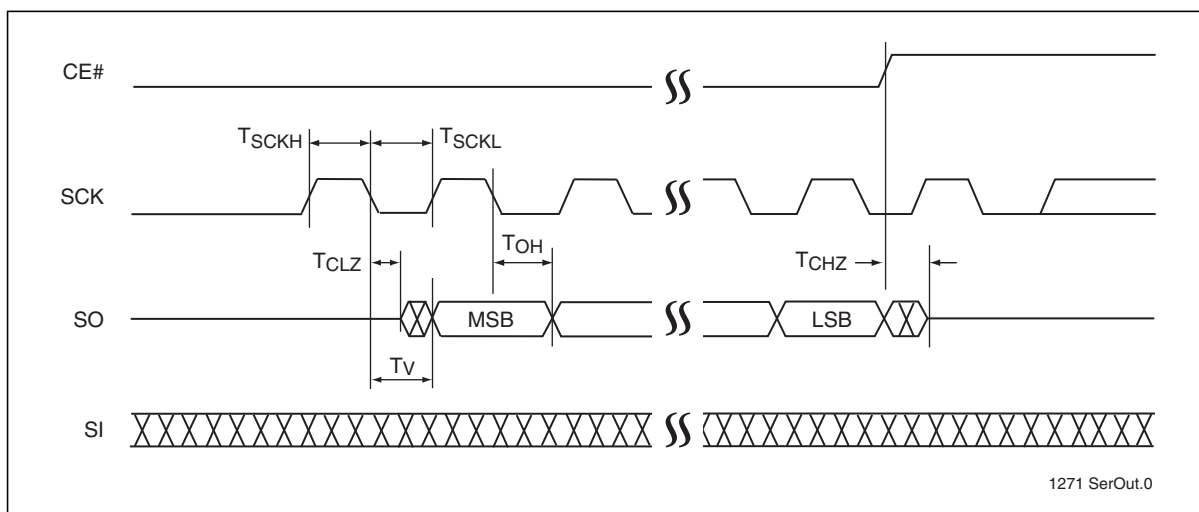 CE#
TSCKH
TSCKL
SCK
TOH
TCLZ
TCHZ
SO
MSB
LSB
TV
SI
1271 SerOut.0